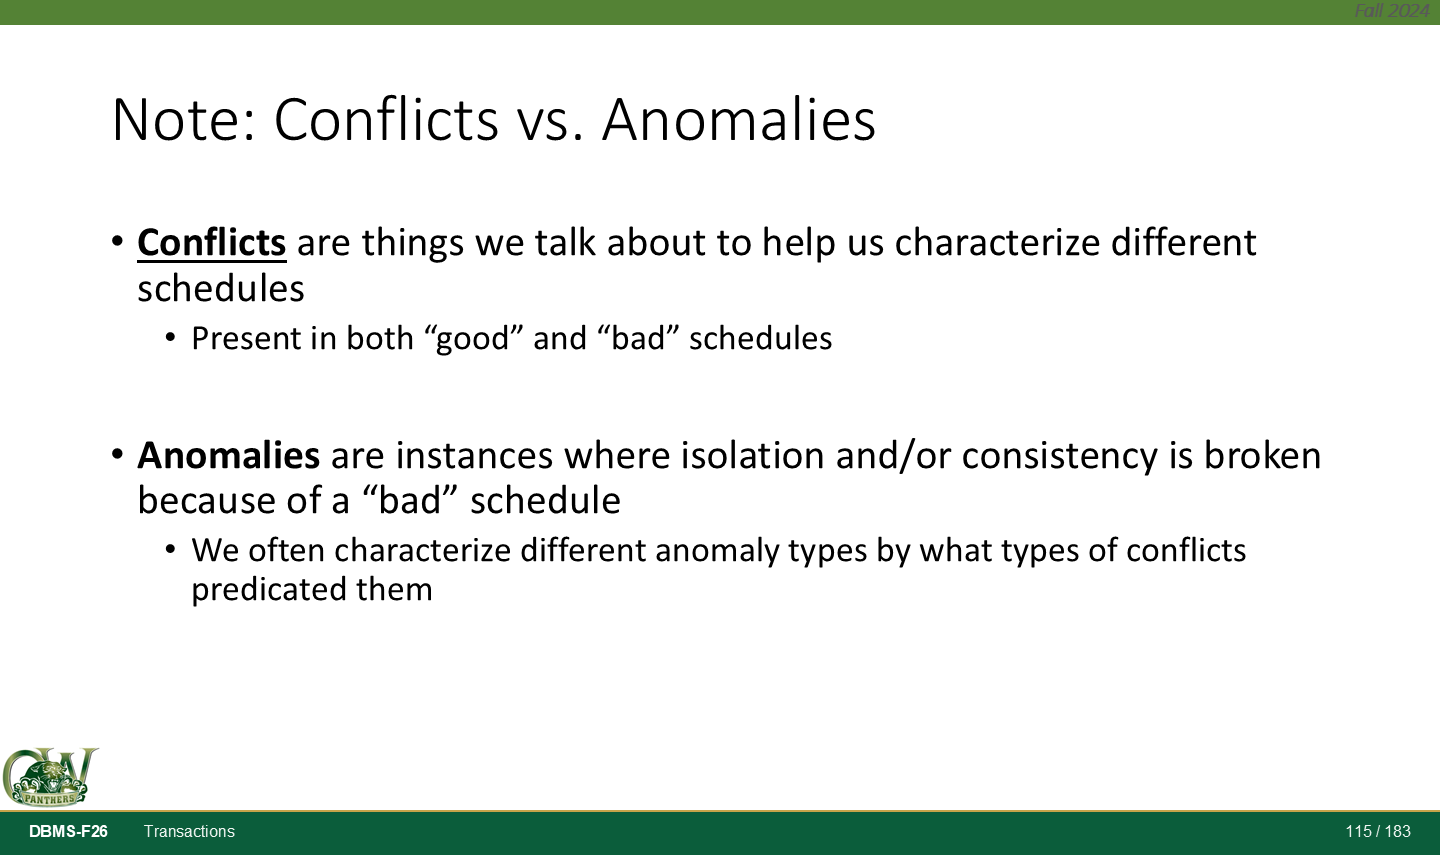 Fall 2024
Note: Conflicts vs. Anomalies
• Conflicts are things we talk about to help us characterize different
schedules
• Present in both “good” and “bad” schedules
• Anomalies are instances where isolation and/or consistency is broken
because of a “bad” schedule
• We often characterize different anomaly types by what types of conflicts
predicated them
CW
PANTHERS
DBMS-F26 Transactions 115 / 183